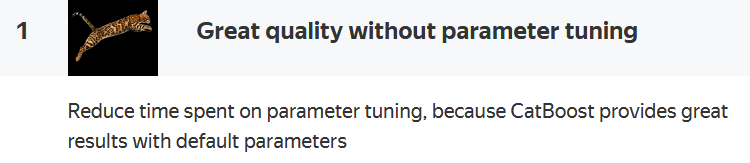 1
Great quality without parameter tuning
Reduce time spent on parameter tuning, because CatBoost provides great
results with default parameters